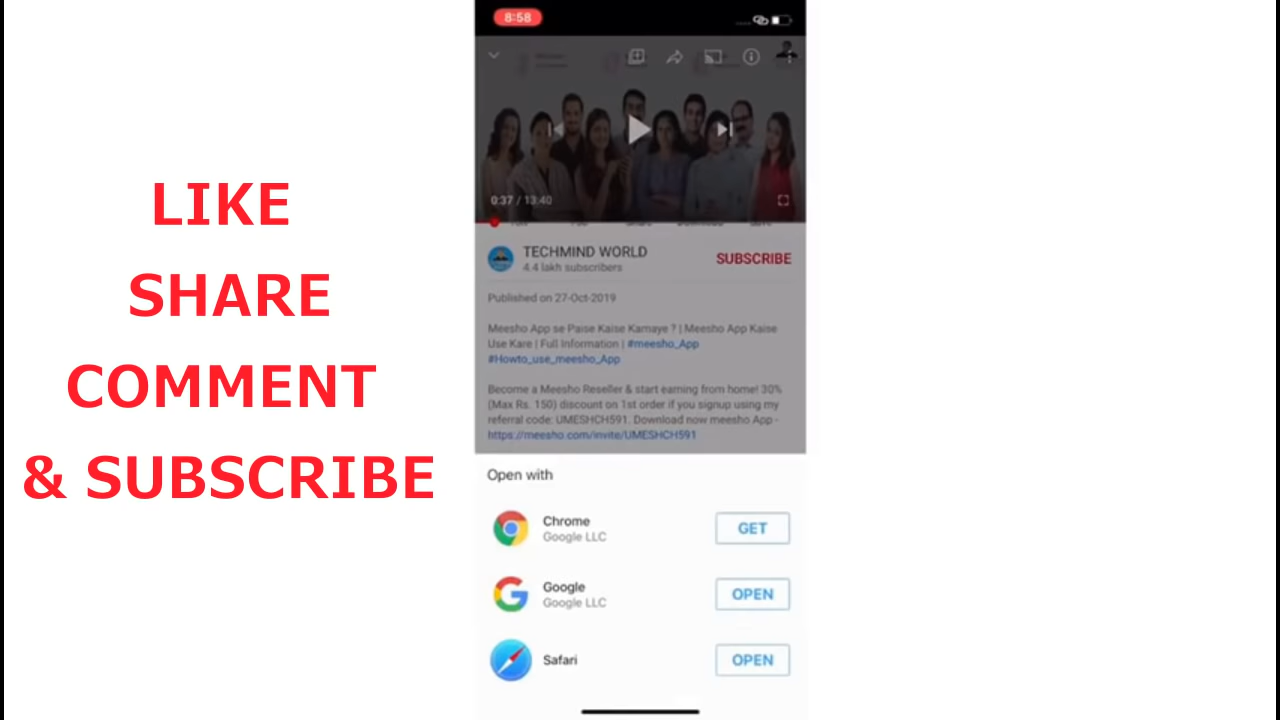 LIKE
SHARE
COMMENT
& SUBSCRIBE
8:58
0:37 / 13:40
TECHMIND WORLD
4.4 lakh subscribers
SUBSCRIBE
Published on 27-Oct-2019
Meesho App se Paise Kaise Kamaye ? | Meesho App Kaise
Use Kare | Full Information | #meesho_App
#Howto_use_meesho_App
Become a Meesho Reseller & start earning from home! 30%
(Max Rs. 150) discount on 1st order if you signup using my
referral code: UMESHCH591. Download now meesho App -
https://meesho.com/invite/UMESHCH591
Open with
Chrome
Google LLC
GET
Google
Google LLC
OPEN
Safari
OPEN